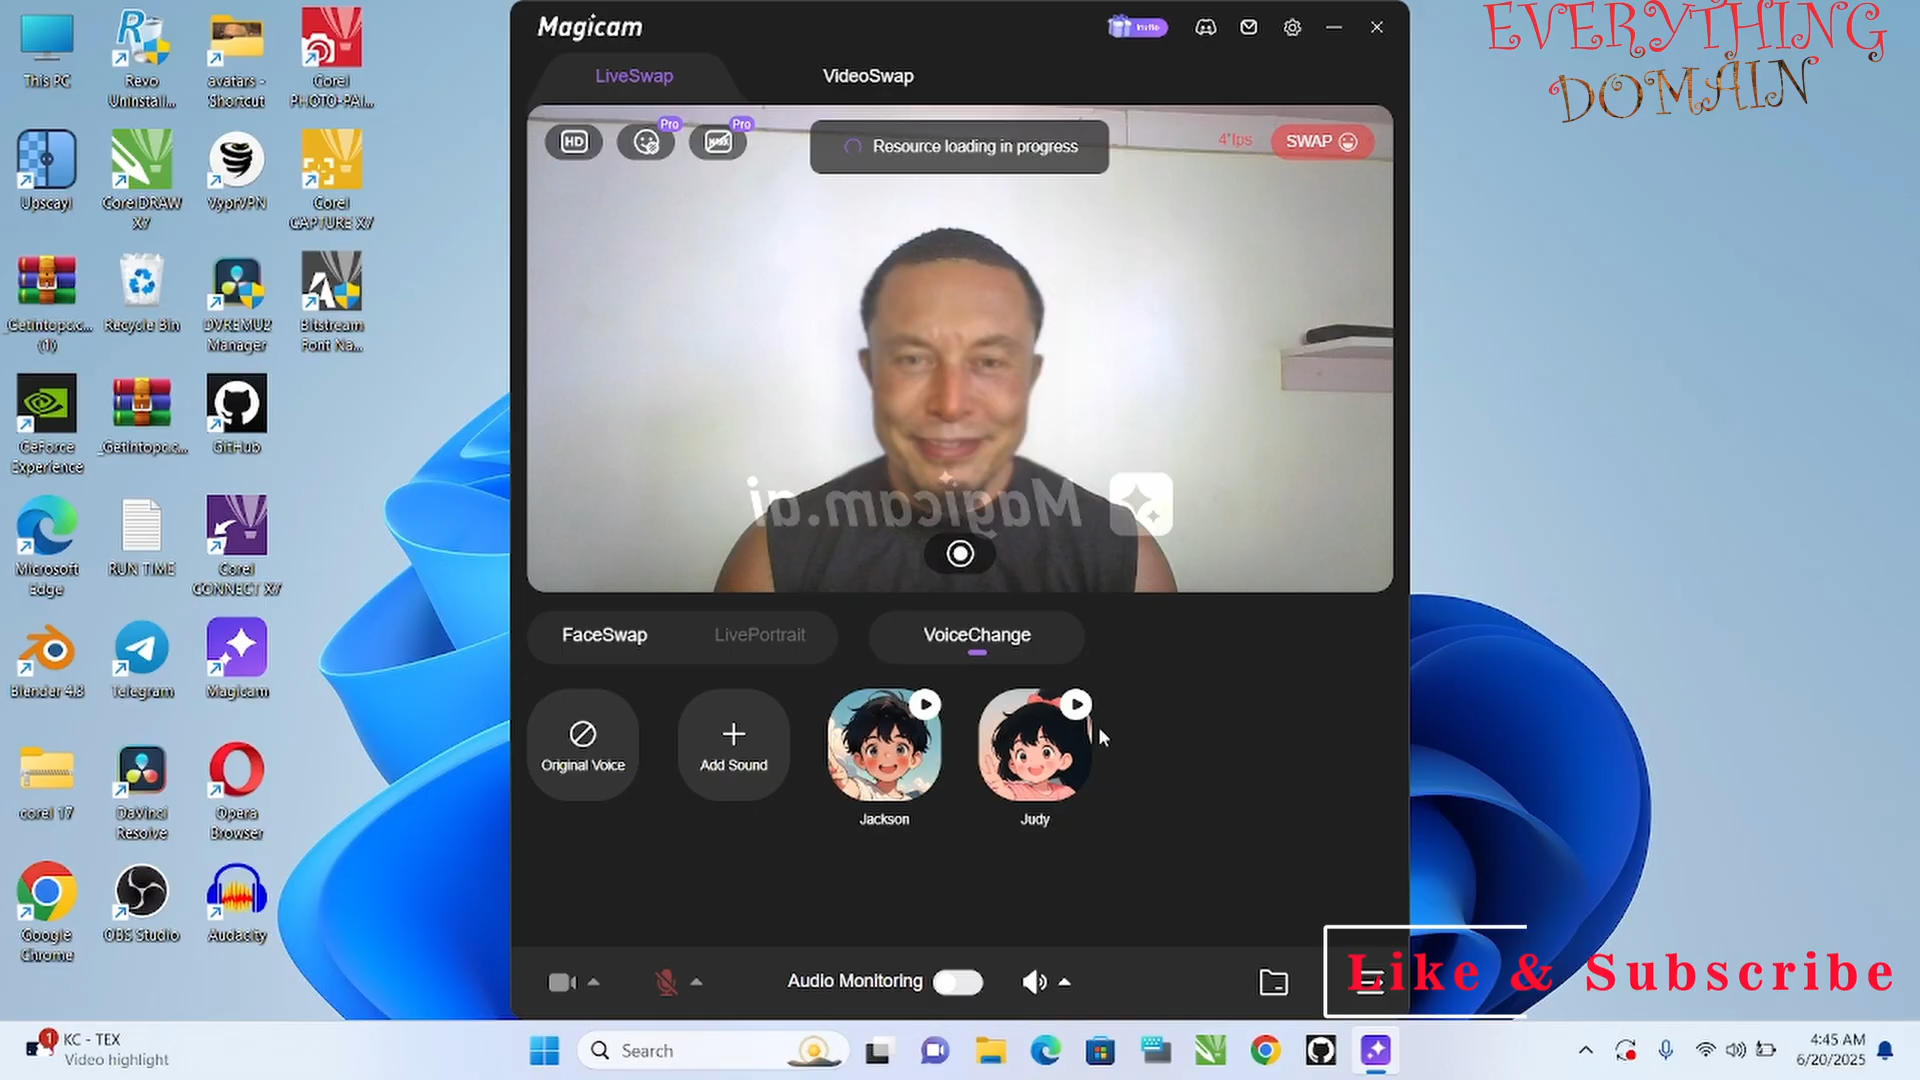 This PC
Revo
Uninstall...
avatars -
Shortcut
Corel
PHOTO-PAI...
Upscayl
CorelDRAW
X7
VyprVPN
Corel
CAPTURE X7
_Getintopc.c...
(1)
Recycle Bin
DVREMU2
Manager
Bitstream
Font Na...
GeForce
Experience
_Getintopc.c...
GitHub
Microsoft
Edge
RUN TIME
Corel
CONNECT X7
Blender 4.3
Telegram
Magicam
corel 17
DaVinci
Resolve
Opera
Browser
Google
Chrome
OBS Studio
Audacity
Magicam
Invite
LiveSwap
VideoSwap
HD
Pro
Pro
Resource loading in progress
4*fps
SWAP
Magicam.ai
FaceSwap
LivePortrait
VoiceChange
Original Voice
Add Sound
Jackson
Judy
Audio Monitoring
EVERYTHING
DOMAIN
Like & Subscribe
1
KC - TEX
Video highlight
Search
4:45 AM
6/20/2025